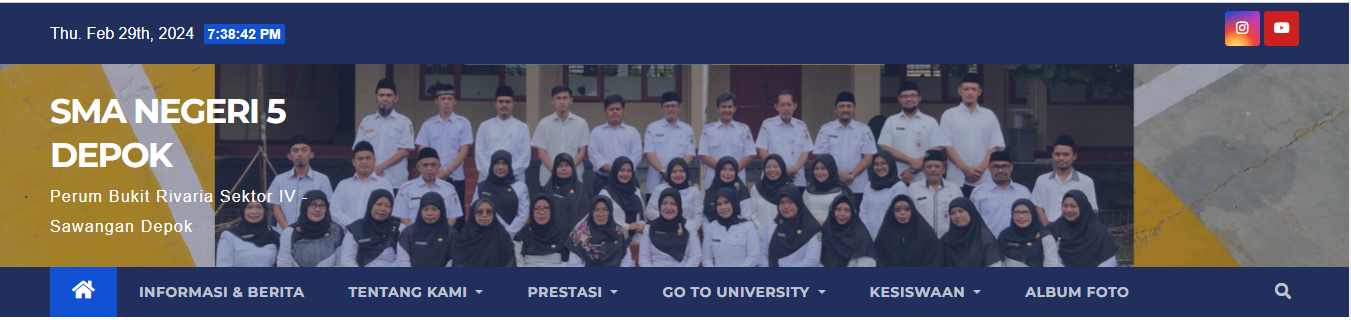 Thu. Feb 29th, 2024 7:38:42 PM
SMA NEGERI 5
DEPOK
Perum Bukit Rivaria Sektor IV -
Sawangan Depok
INFORMASI & BERITA TENTANG KAMI PRESTASI GO TO UNIVERSITY KESISWAAN ALBUM FOTO